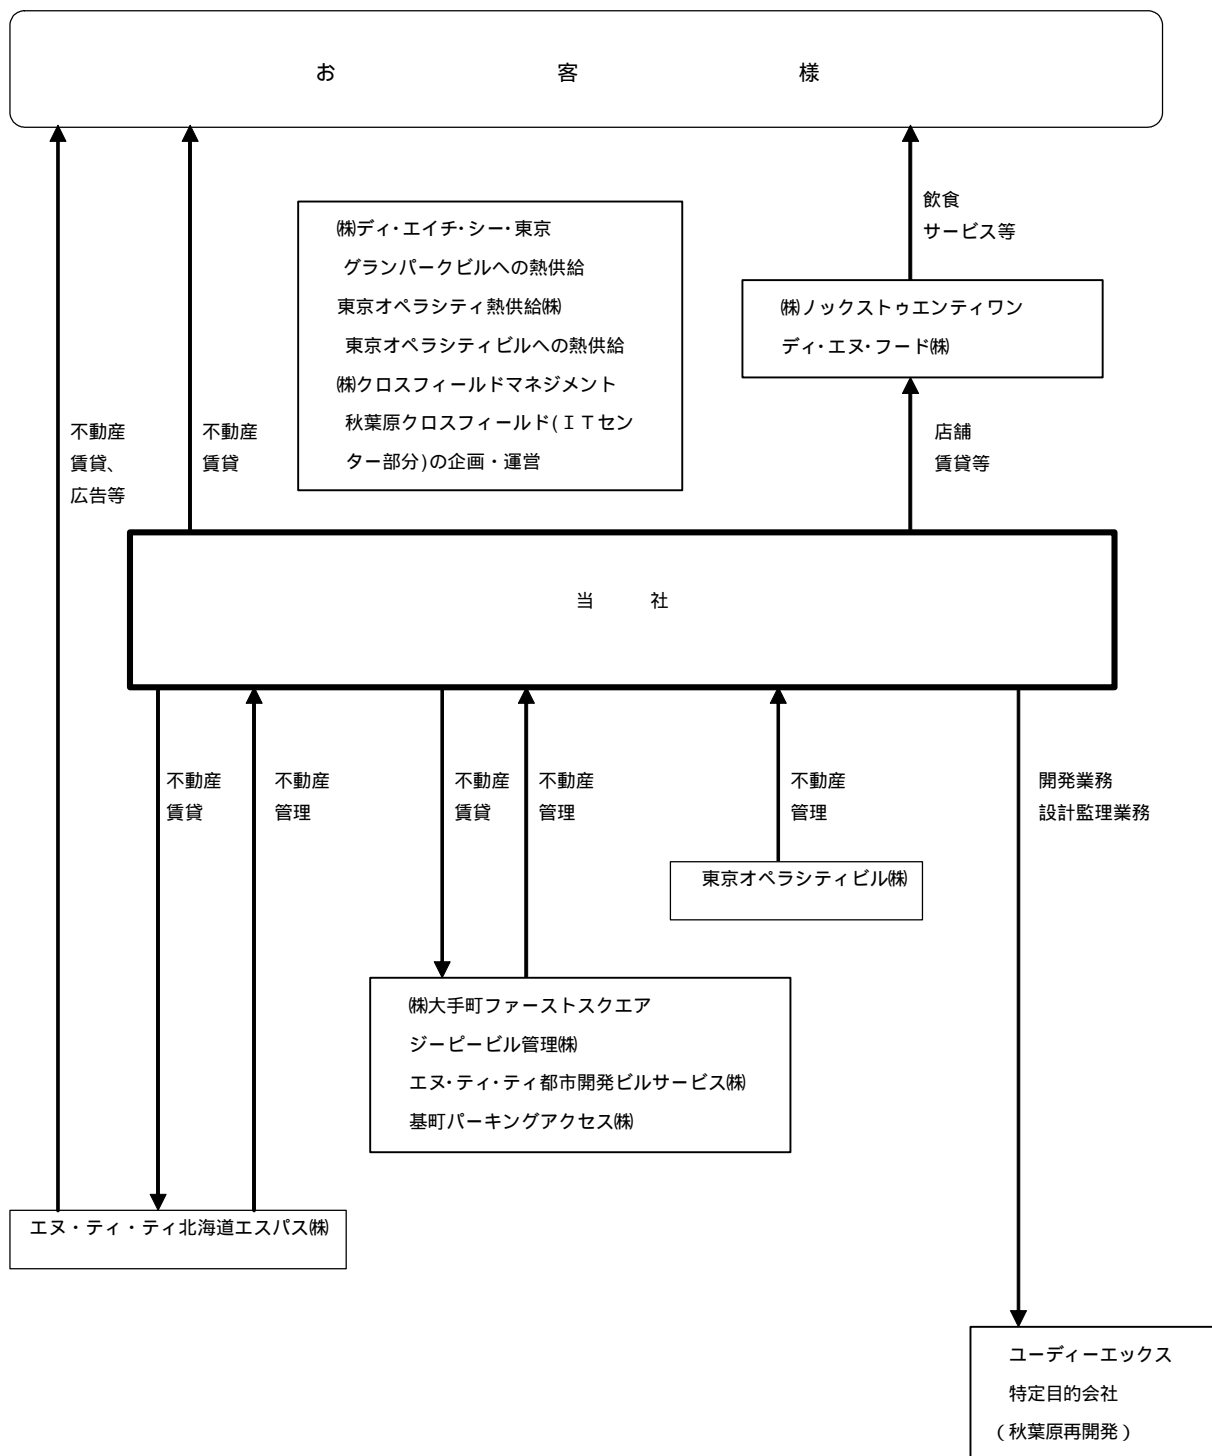 お客様
飲食
サービス等
㈱ディ・エイチ・シー・東京
グランパークビルへの熱供給
東京オペラシティ熱供給㈱
東京オペラシティビルへの熱供給
㈱クロスフィールドマネジメント
秋葉原クロスフィールド(ＩＴセン
ター部分)の企画・運営
㈱ノックストゥエンティワン
ディ・エヌ・フード㈱
不動産
賃貸、
広告等
不動産
賃貸
店舗
賃貸等
当社
不動産
賃貸
不動産
管理
不動産
賃貸
不動産
管理
不動産
管理
開発業務
設計監理業務
東京オペラシティビル㈱
㈱大手町ファーストスクエア
ジーピービル管理㈱
エヌ・ティ・ティ都市開発ビルサービス㈱
基町パーキングアクセス㈱
エヌ・ティ・ティ北海道エスパス㈱
ユーディーエックス
特定目的会社
(秋葉原再開発)